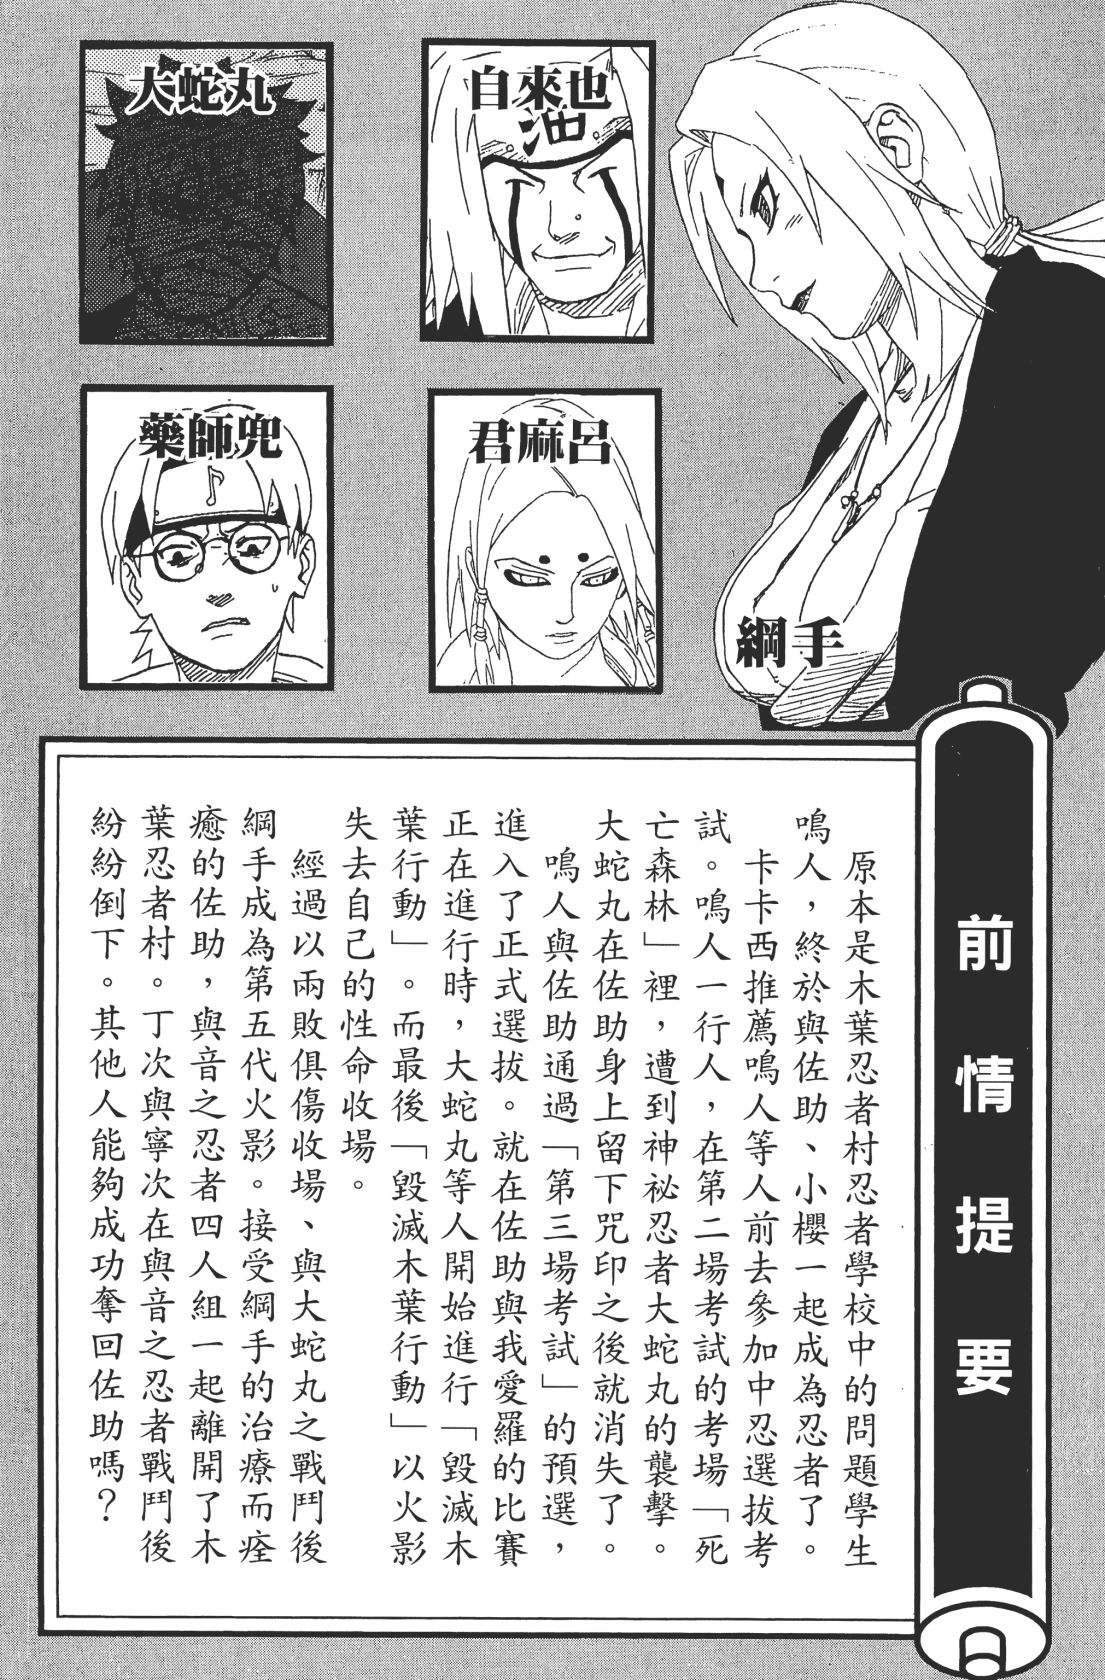 大蛇丸
自來也
藥師兜
君麻呂
綱手
前情提要
原本是木葉忍者村忍者學校中的問題學生
鳴人，終於與佐助、小櫻一起成為忍者了。
卡卡西推薦鳴人等人前去參加中忍選拔考
試。鳴人一行人，在第二場考試的考場「死
亡森林」裡，遭到神祕忍者大蛇丸的襲擊。
大蛇丸在佐助身上留下咒印之後就消失了。
鳴人與佐助通過「第三場考試」的預選，
進入了正式選拔。就在佐助與我愛羅的比賽
正在進行時，大蛇丸等人開始進行「毀滅木
葉行動」。而最後「毀滅木葉行動」以火影
失去自己的性命收場。
經過以兩敗俱傷收場、與大蛇丸之戰鬥後
綱手成為第五代火影。接受綱手的治療而痊
癒的佐助，與音之忍者四人組一起離開了木
葉忍者村。丁次與寧次在與音之忍者戰鬥後
紛紛倒下。其他人能夠成功奪回佐助嗎？